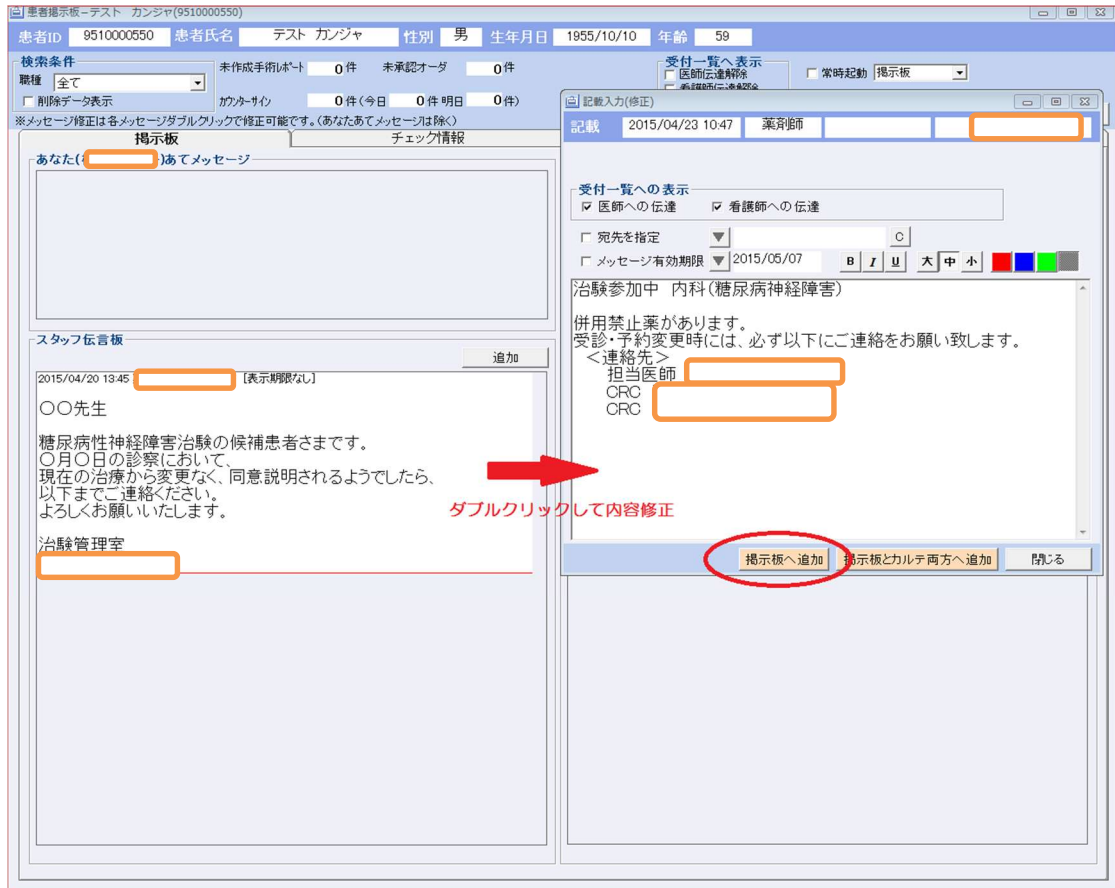 患者掲示板-テスト カンジャ(9510000550)
患者ID 9510000550 患者氏名 テスト カンジャ 性別 男 生年月日 1955/10/10 年齢 59
検索条件
職種 全て
削除データ表示
未作成手術レポート 0件 未承認オーダ 0件
カウンターサイン 0件(今日 0件 明日 0件)
受付一覧へ表示
医師伝達解除
看護師伝達解除
常時起動 掲示板
※メッセージ修正は各メッセージダブルクリックで修正可能です。(あなたあてメッセージは除く)
掲示板 チェック情報
あなた( )あてメッセージ
スタッフ伝言板
追加
2015/04/20 13:45 [表示期限なし]
○○先生
糖尿病性神経障害治験の候補患者さまです。
○月○日の診察において、
現在の治療から変更なく、同意説明されるようでしたら、
以下までご連絡ください。
よろしくお願いいたします。
治験管理室
ダブルクリックして内容修正
記載入力(修正)
記載 2015/04/23 10:47 薬剤師
受付一覧への表示
医師への伝達 看護師への伝達
宛先を指定 C
メッセージ有効期限 2015/05/07 B I U 大 中 小
治験参加中 内科(糖尿病神経障害)
併用禁止薬があります。
受診・予約変更時には、必ず以下にご連絡をお願い致します。
＜連絡先＞
担当医師
CRC
CRC
掲示板へ追加 掲示板とカルテ両方へ追加 閉じる